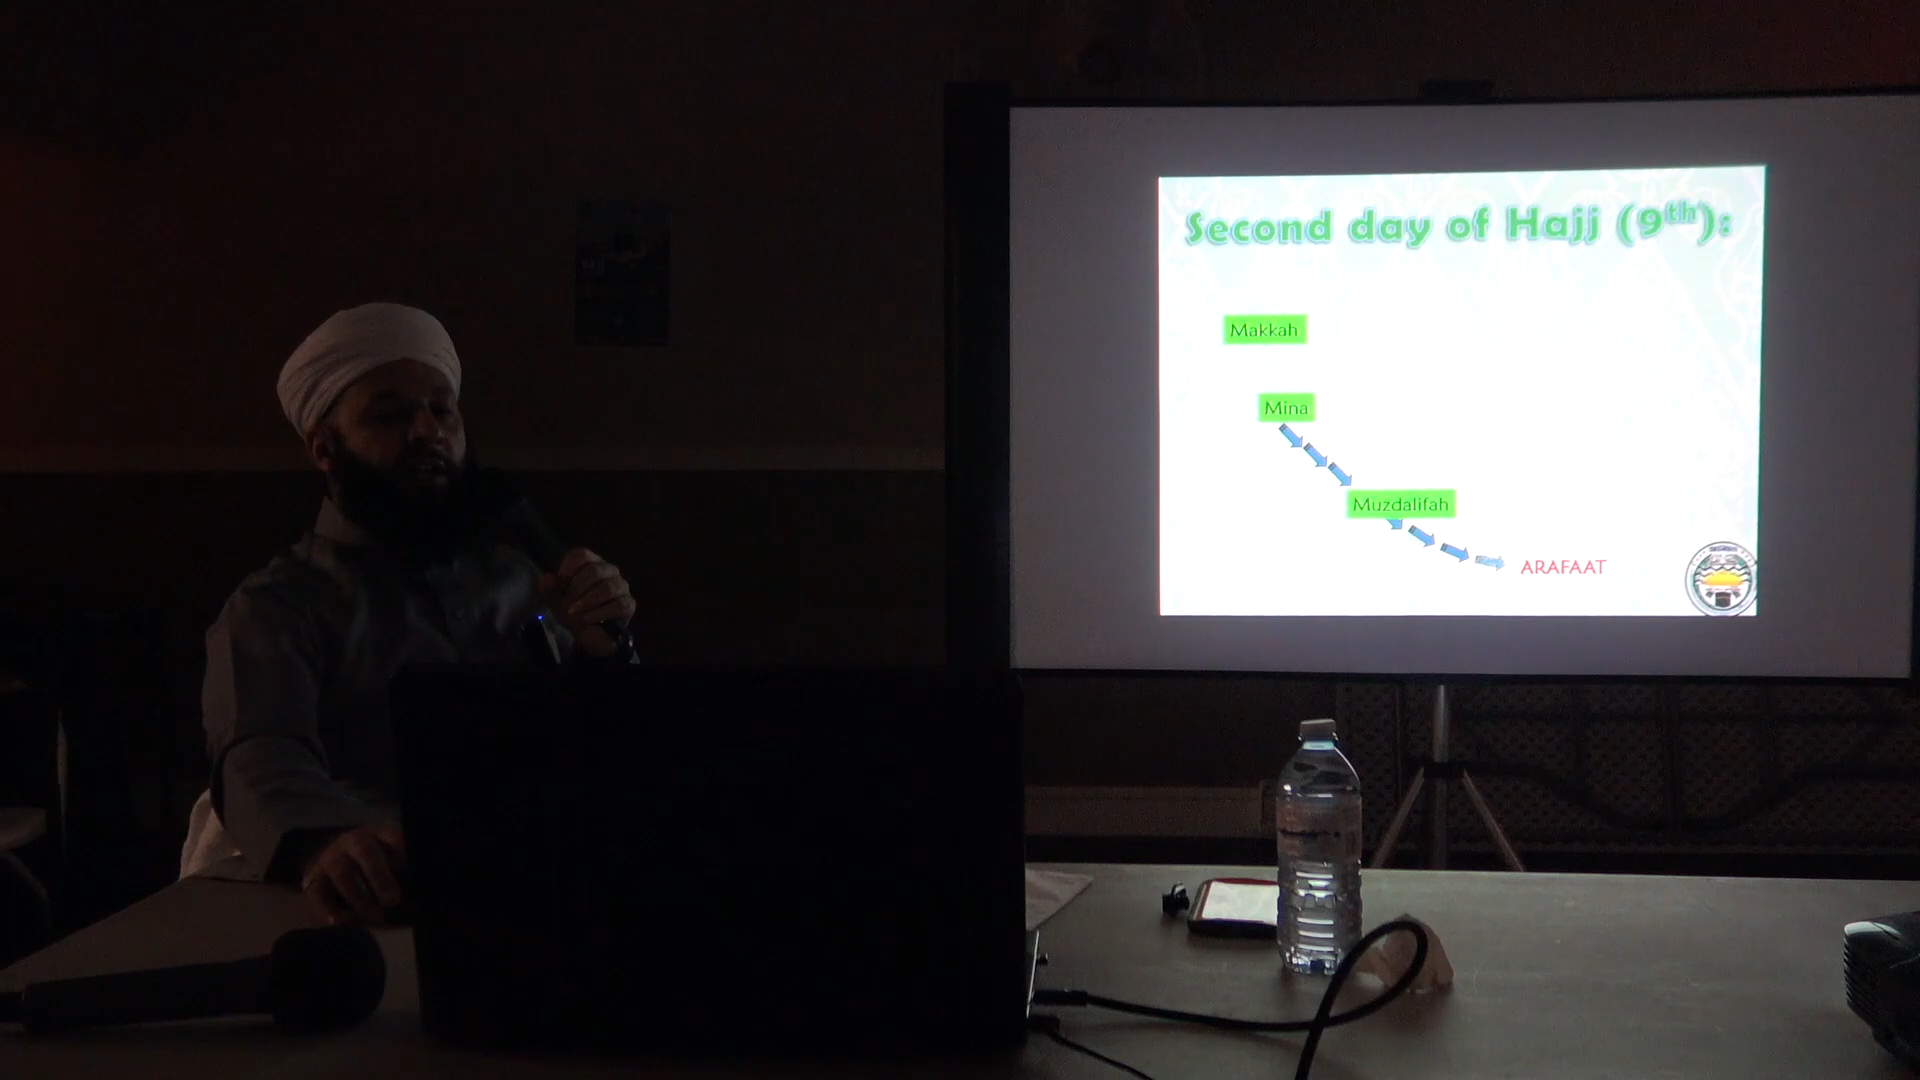 Second day of Hajj (9th):
Makkah
Mina
Muzdalifah
ARAFAAT